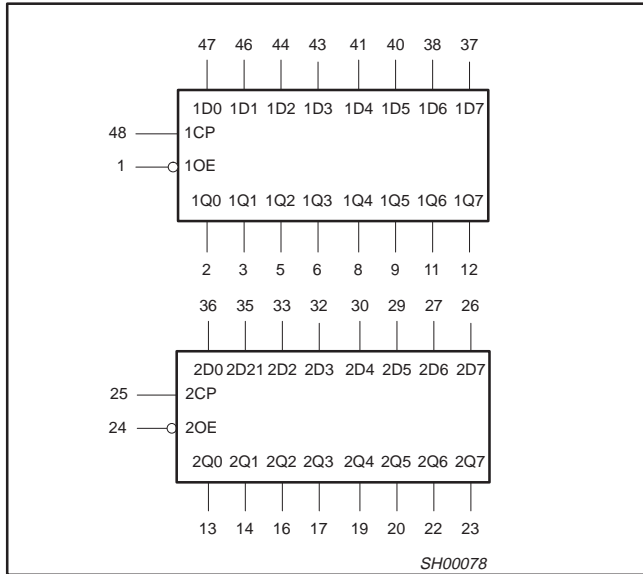 47 46 44 43 41 40 38 37
1D0 1D1 1D2 1D3 1D4 1D5 1D6 1D7
48 1CP
1 1OE
1Q0 1Q1 1Q2 1Q3 1Q4 1Q5 1Q6 1Q7
2 3 5 6 8 9 11 12
36 35 33 32 30 29 27 26
2D0 2D21 2D2 2D3 2D4 2D5 2D6 2D7
25 2CP
24 2OE
2Q0 2Q1 2Q2 2Q3 2Q4 2Q5 2Q6 2Q7
13 14 16 17 19 20 22 23
SH00078